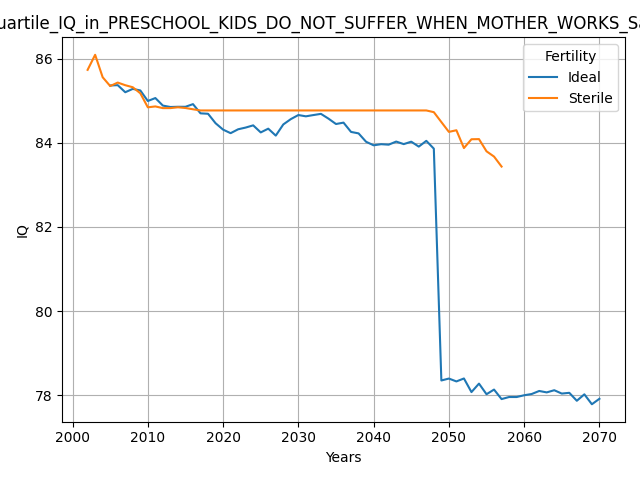 uartile_IQ_in_PRESCHOOL_KIDS_DO_NOT_SUFFER_WHEN_MOTHER_WORKS_Sa
Fertility
Ideal
Sterile
86
84
82
80
78
IQ
2000 2010 2020 2030 2040 2050 2060 2070
Years